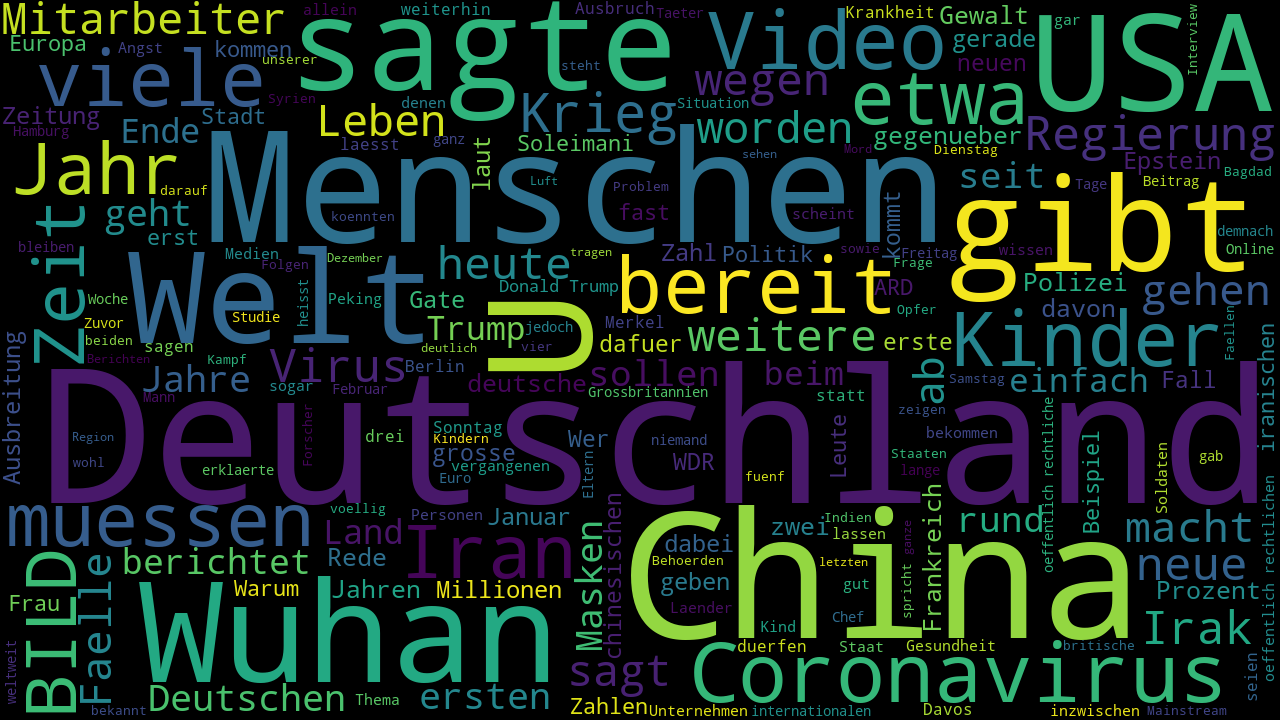 Mitarbeiter
allein
weiterhin
Ausbruch
Taeter
Krankheit
Gewalt
gar
Interview
Europa
Angst
kommen
unserer
sagte
steht
Video
gerade
USA
viele
Syrien
denen
wegen
neuen
etwa
Zeitung
Stadt
Leben
Krieg
Situation
worden
gegenueber
Regierung
Hamburg
Ende
laesst
ganz
laut
Soleimani
sehen
Mord
Dienstag
Epstein
Bagdad
Jahr
darauf
Menschen
Luft
Problem
seit
Tage
Beitrag
geht
koennten
fast
scheint
kommt
gibt
wissen
demnach
Zeit
erst
bleiben
Medien
Folgen
Dezember
heute
tragen
Zahl
Politik
sowie
Freitag
Frage
Online
Polizei
Welt
Woche
heisst
Peking
Gate
Donald Trump
bereit
ARD
Opfer
davon
gehen
Zuvor
beiden
sagen
Studie
Trump
jedoch
U
Merkel
dafuer
weitere
erste
Kinder
Faellen
iranischen
Berichten
Kampf
deutlich
vier
Ausbreitung
Jahre
Virus
sogar
Februar
Berlin
deutsche
sollen
Grossbritannien
beim
statt
ab
Samstag
einfach
Fall
Mann
Deutschland
Region
wohl
erklaerte
Forscher
drei
Sonntag
Kindern
grosse
vergangenen
Euro
Wer
Eltern
niemand
WDR
fuenf
Leute
zeigen
bekommen
Staaten
lange
oeffentlich rechtliche
Beispiel
Soldaten
gab
muessen
voellig
Personen
Januar
Land
Iran
Rede
Masken
chinesischen
China
zwei
dabei
Behoerden
geben
Indien
lassen
letzten
gut
spricht
ganze
Frankreich
rund
macht
neue
Prozent
oeffentlich rechtlichen
BILD
Faelle
berichtet
Frau
Wuhan
Warum
Jahren
Millionen
Laender
Kind
Chef
duerfen
Staat
Gesundheit
Irak
britische
weltweit
bekannt
Deutschen
Thema
ersten
sagt
Zahlen
Unternehmen
internationalen
Coronavirus
Davos
inzwischen
Mainstream
seien